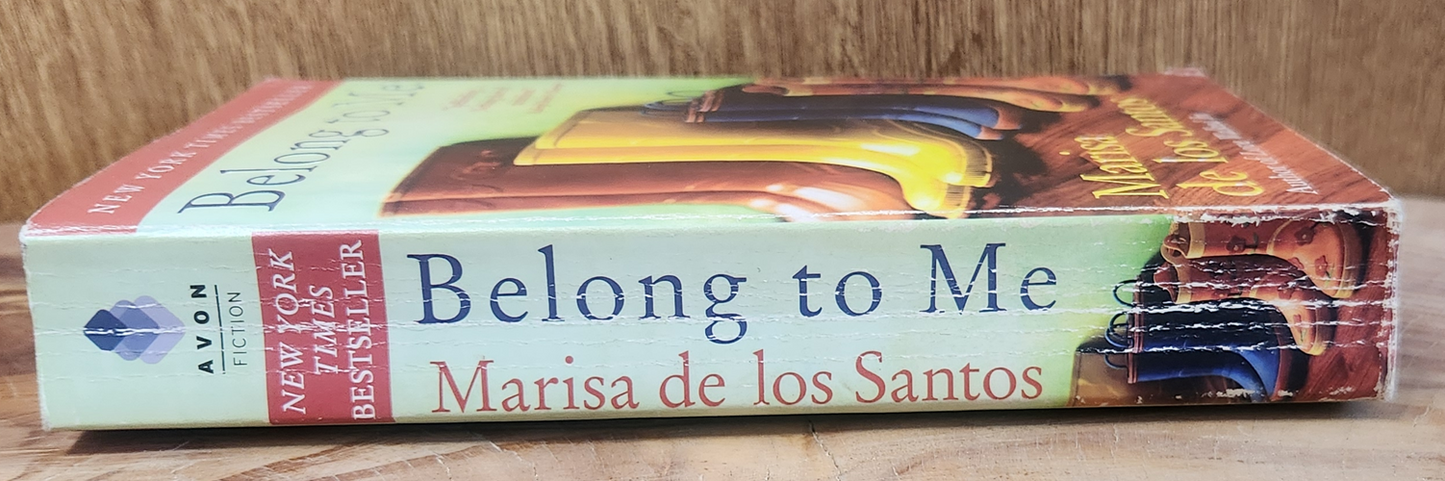 NEW YORK TIMES BESTSELLER
Belong to Me
Marisa
de los Santos
AVON
FICTION
NEW YORK
TIMES
BESTSELLER
Belong to Me
Marisa de los Santos